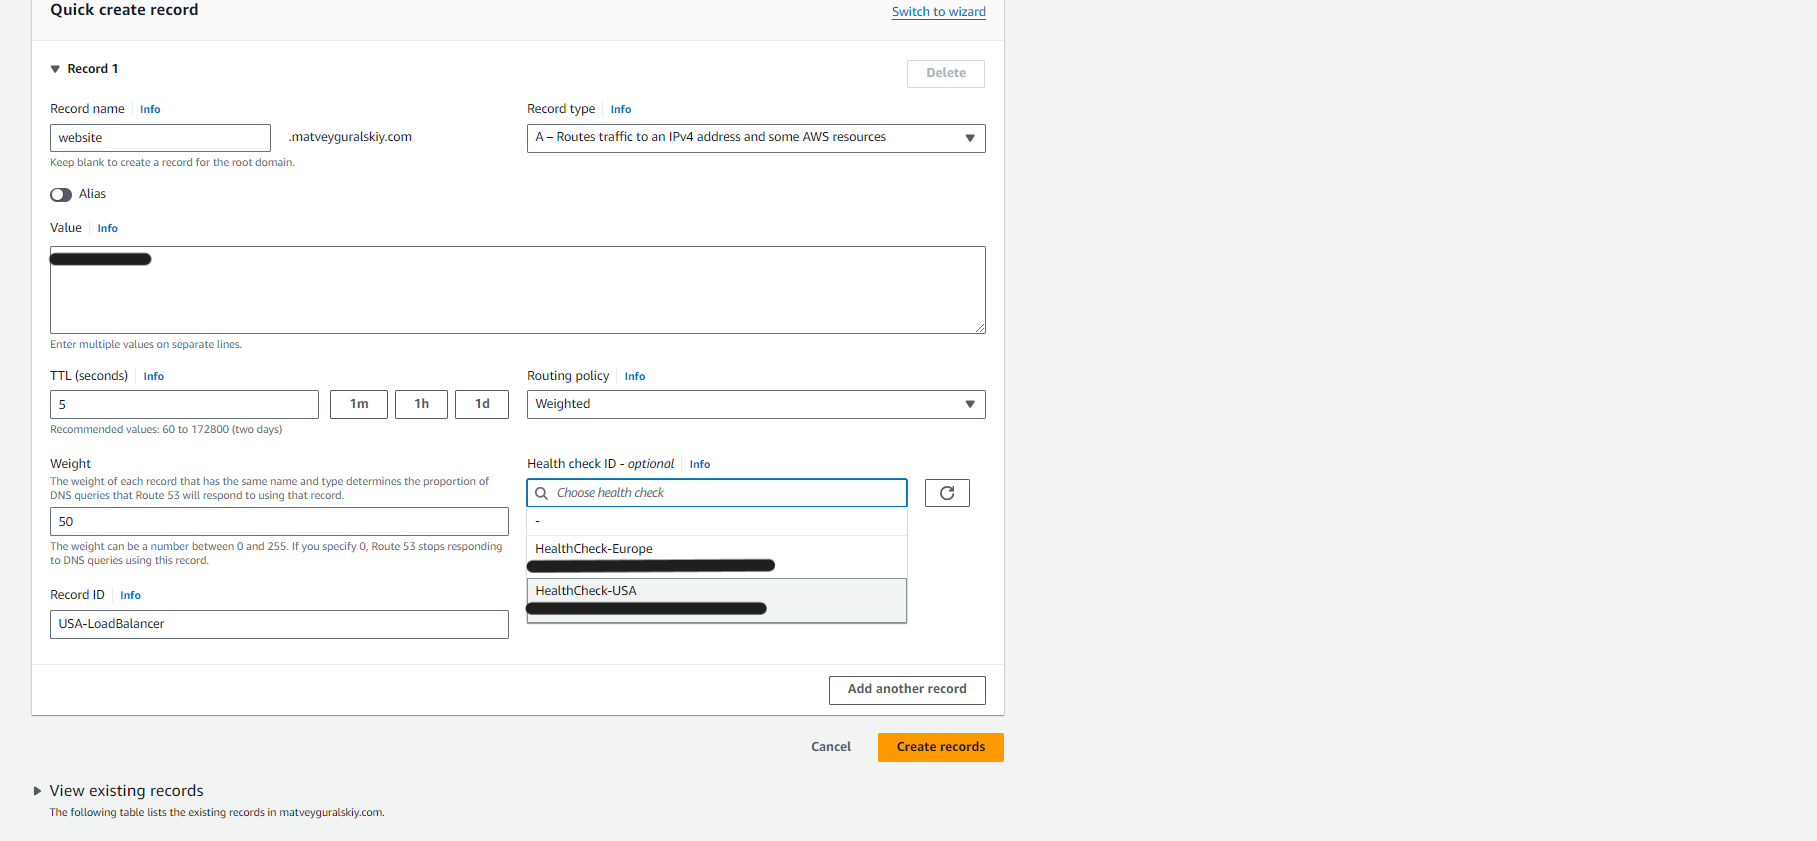 Quick create record
Switch to wizard
Record 1
Delete
Record name
Info
Record type
Info
website
.matveyguralskiy.com
A – Routes traffic to an IPv4 address and some AWS resources
Keep blank to create a record for the root domain.
Alias
Value
Info
Enter multiple values on separate lines.
TTL (seconds)
Info
Routing policy
Info
5
1m
1h
1d
Weighted
Recommended values: 60 to 172800 (two days)
Weight
The weight of each record that has the same name and type determines the proportion of
DNS queries that Route 53 will respond to using that record.
50
The weight can be a number between 0 and 255. If you specify 0, Route 53 stops responding
to DNS queries using this record.
Health check ID - optional
Info
Choose health check
-
HealthCheck-Europe
HealthCheck-USA
Record ID
Info
USA-LoadBalancer
Add another record
Cancel
Create records
View existing records
The following table lists the existing records in matveyguralskiy.com.